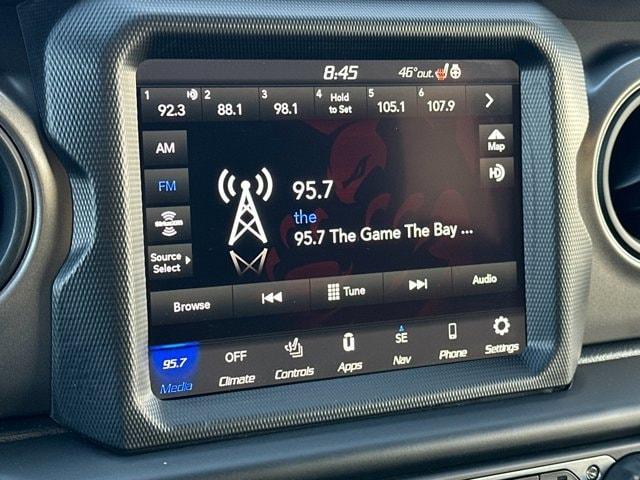 8:45
46°out.
1 92.3
2 88.1
3 98.1
4 Hold to Set
5 105.1
6 107.9
AM
FM
SiriusXM
Source Select
Map
HD
95.7
the
95.7 The Game The Bay ...
Browse
Tune
Audio
95.7
Media
OFF
Climate
Controls
Apps
SE
Nav
Phone
Settings